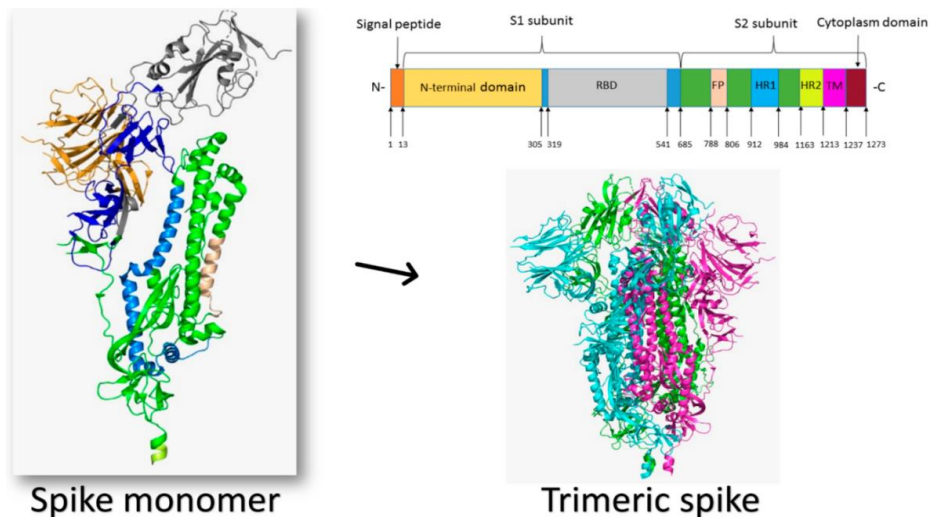 S1 subunit
S2 subunit
Signal peptide
Cytoplasm domain
N-
N-terminal domain
RBD
FP
HR1
HR2
TM
-C
1 13 305 319 541 685 788 806 912 984 1163 1213 1237 1273
Spike monomer
Trimeric spike